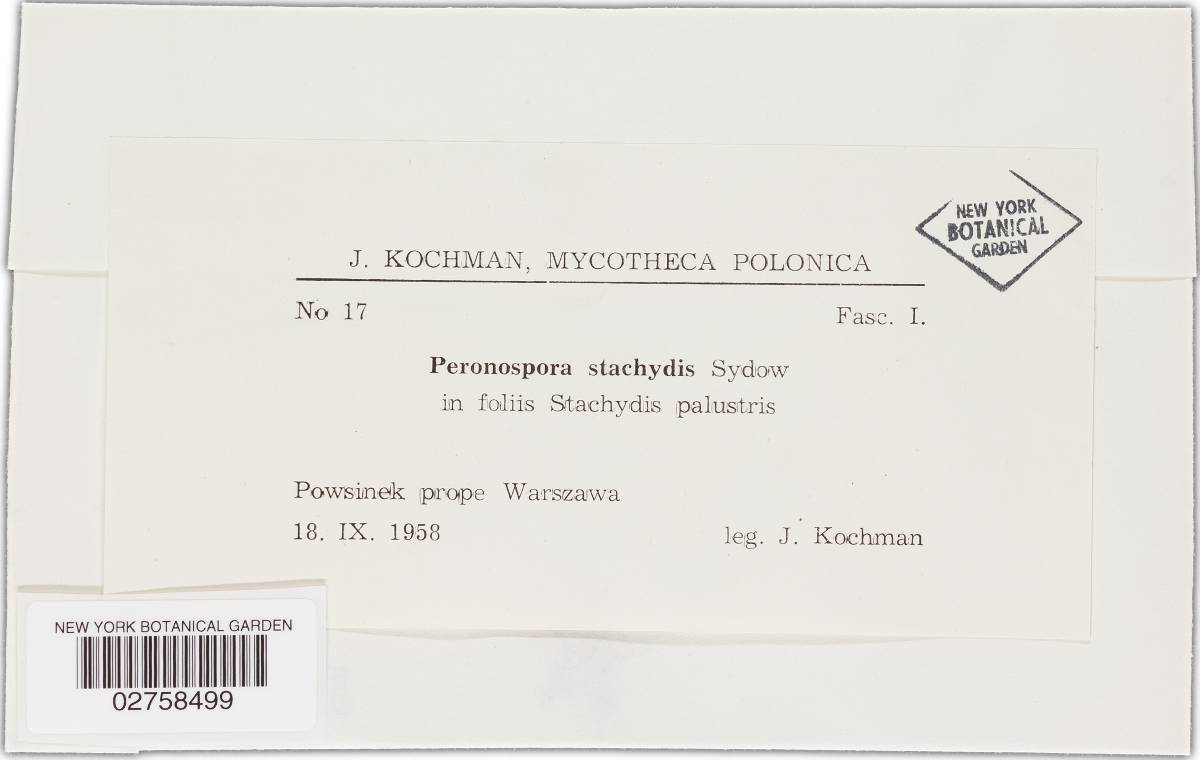 NEW YORK
BOTANICAL
GARDEN
J. KOCHMAN, MYCOTHECA POLONICA
No 17 Fasc. I.
Peronospora stachydis Sydow
in foliis Stachydis palustris
Powsinek prope Warszawa
18. IX. 1958 leg. J. Kochman
NEW YORK BOTANICAL GARDEN
02758499